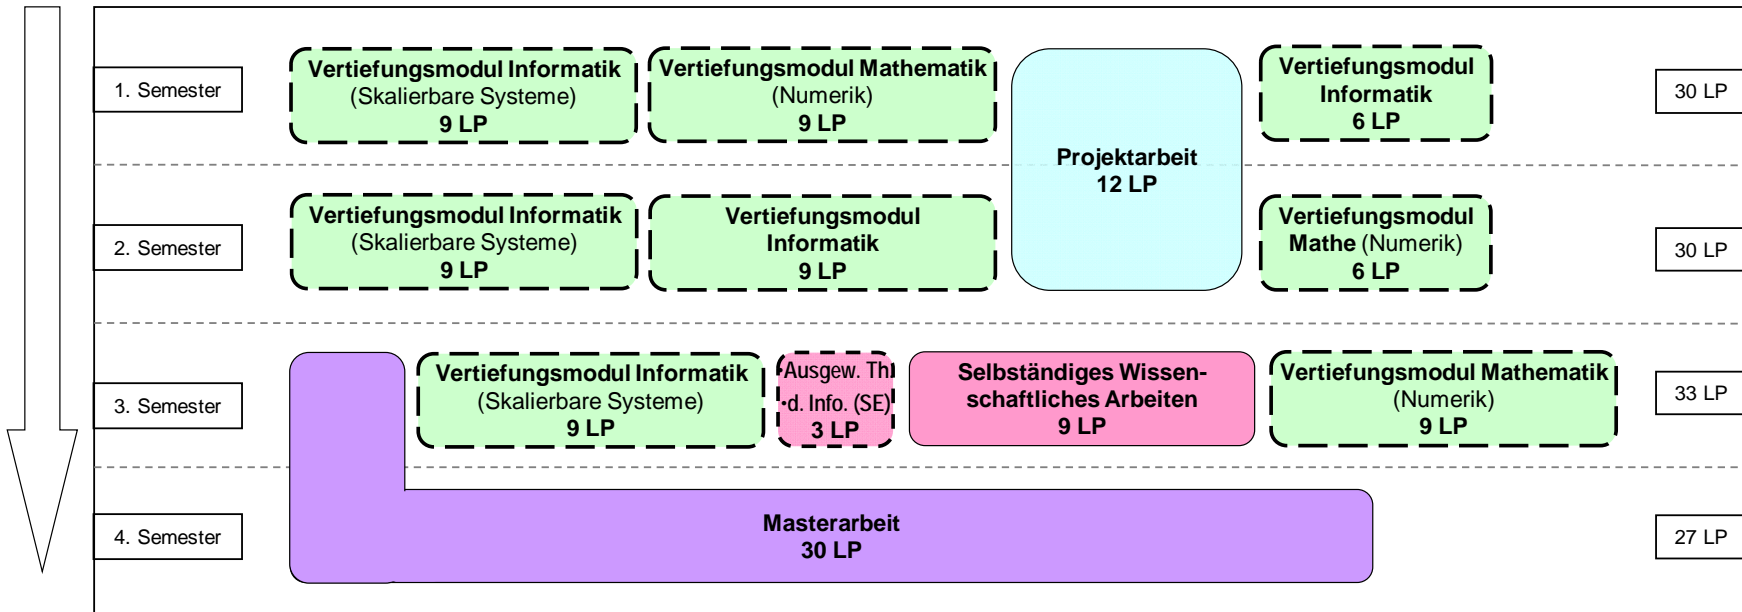 1. Semester
Vertiefungsmodul Informatik
(Skalierbare Systeme)
9 LP
Vertiefungsmodul Mathematik
(Numerik)
9 LP
Projektarbeit
12 LP
Vertiefungsmodul
Informatik
6 LP
30 LP
2. Semester
Vertiefungsmodul Informatik
(Skalierbare Systeme)
9 LP
Vertiefungsmodul
Informatik
9 LP
Vertiefungsmodul
Mathe (Numerik)
6 LP
30 LP
3. Semester
Vertiefungsmodul Informatik
(Skalierbare Systeme)
9 LP
•Ausgew. Th
•d. Info. (SE)
3 LP
Selbständiges Wissen-
schaftliches Arbeiten
9 LP
Vertiefungsmodul Mathematik
(Numerik)
9 LP
33 LP
4. Semester
Masterarbeit
30 LP
27 LP